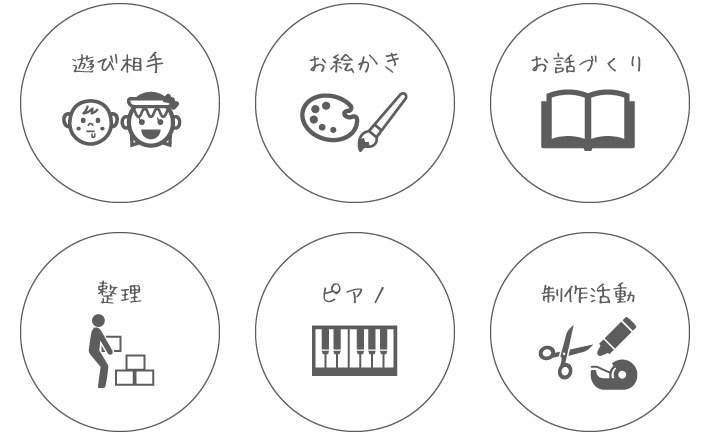 遊び相手
お絵かき
お話づくり
整理
ピアノ
制作活動